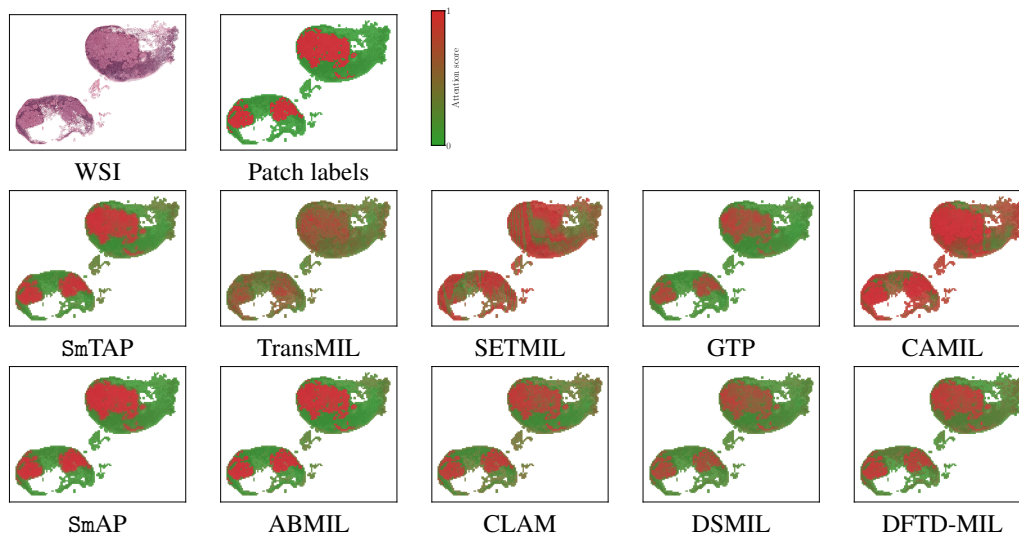 1
Attention score
0
WSI
Patch labels
SmTAP
TransMIL
SETMIL
GTP
CAMIL
SmAP
ABMIL
CLAM
DSMIL
DFTD-MIL